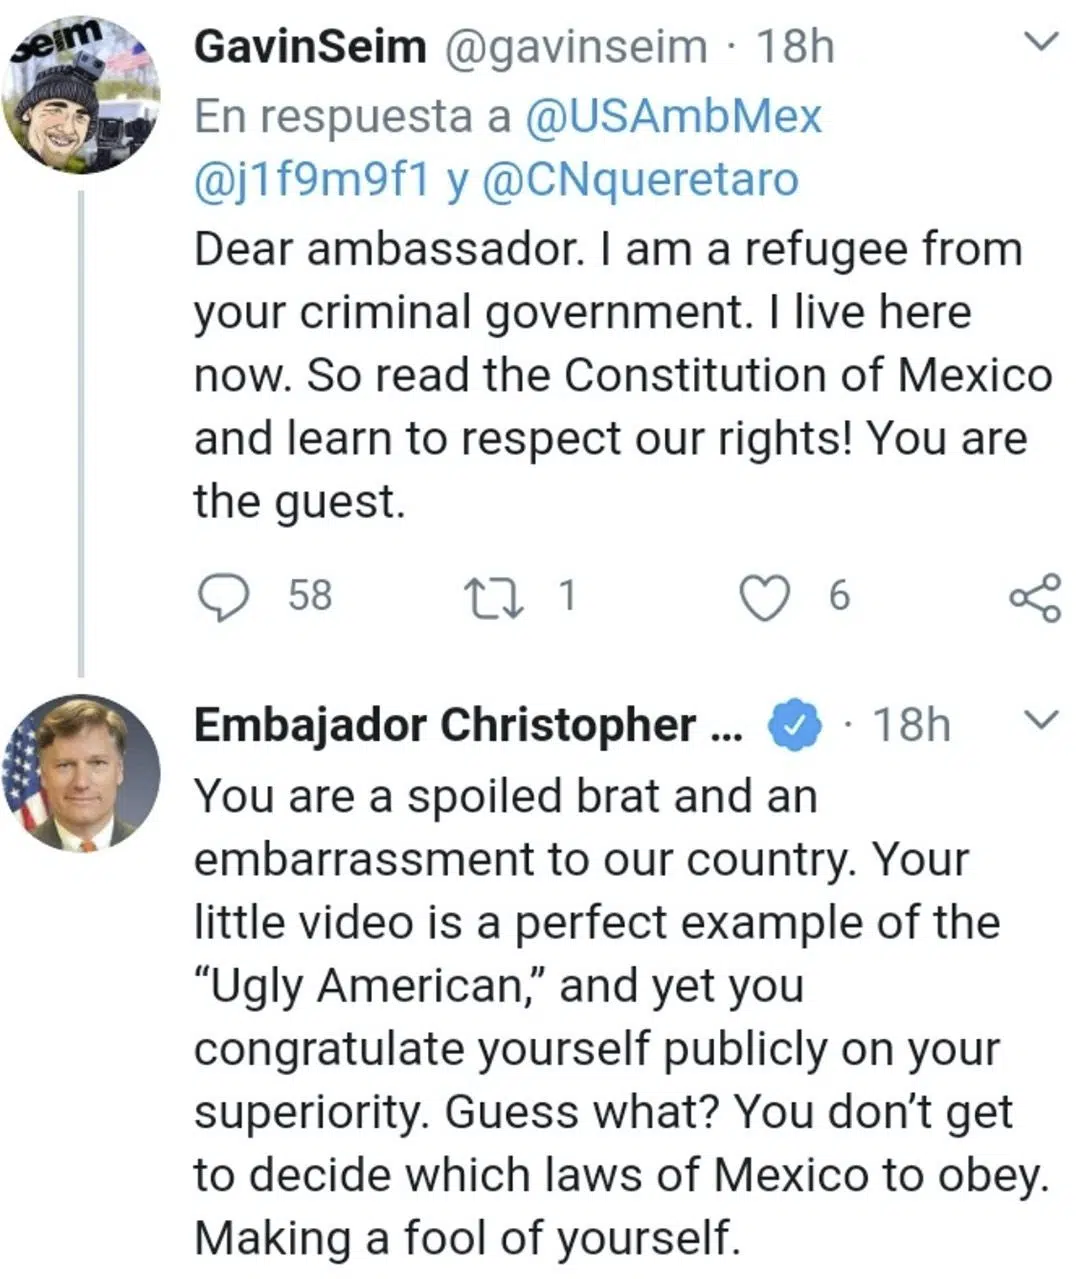 seim
GavinSeim @gavinseim · 18h
En respuesta a @USAmbMex
@j1f9m9f1 y @CNqueretaro
Dear ambassador. I am a refugee from
your criminal government. I live here
now. So read the Constitution of Mexico
and learn to respect our rights! You are
the guest.
58 1 6
Embajador Christopher ... · 18h
You are a spoiled brat and an
embarrassment to our country. Your
little video is a perfect example of the
“Ugly American,” and yet you
congratulate yourself publicly on your
superiority. Guess what? You don’t get
to decide which laws of Mexico to obey.
Making a fool of yourself.